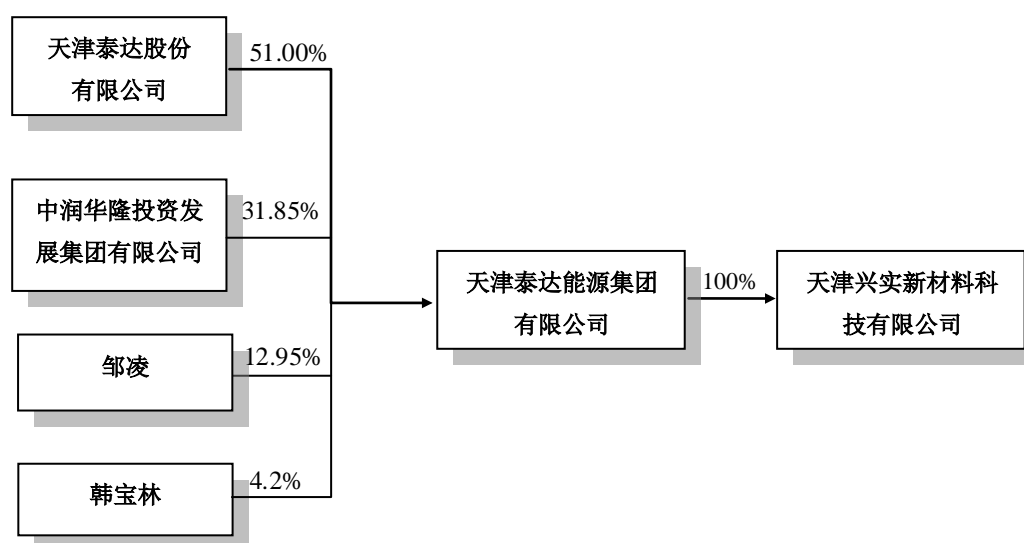 天津泰达股份
有限公司
51.00%
中润华隆投资发
展集团有限公司
31.85%
邹凌
12.95%
韩宝林
4.2%
天津泰达能源集团
有限公司
100%
天津兴实新材料科
技有限公司